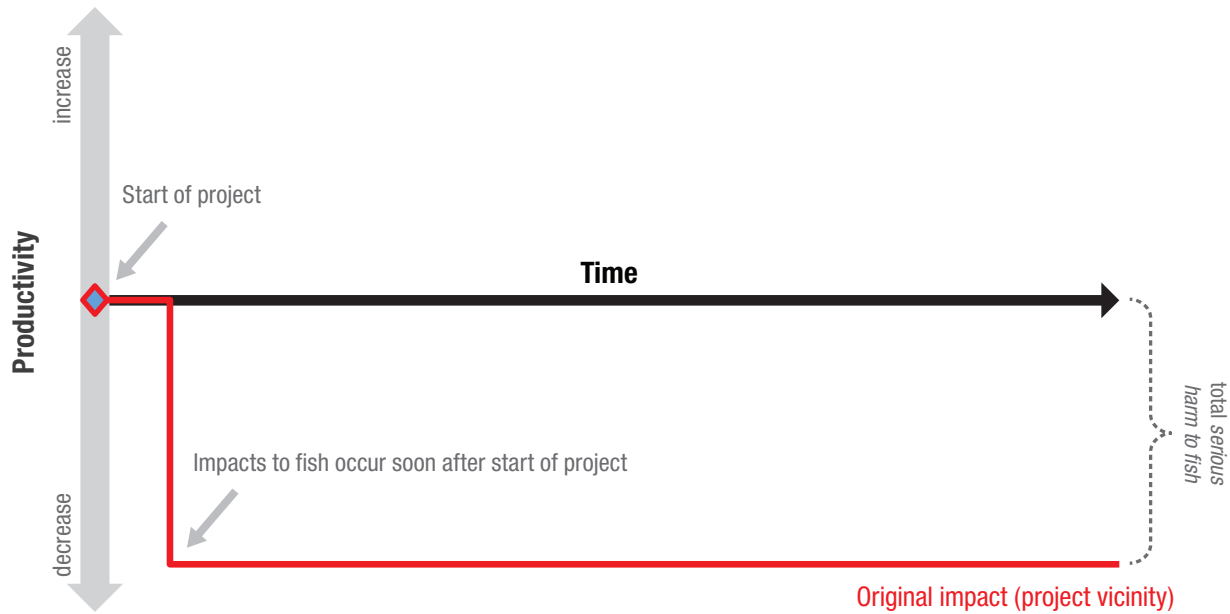 increase
Start of project
Productivity
Time
total serious
harm to fish
Impacts to fish occur soon after start of project
decrease
Original impact (project vicinity)